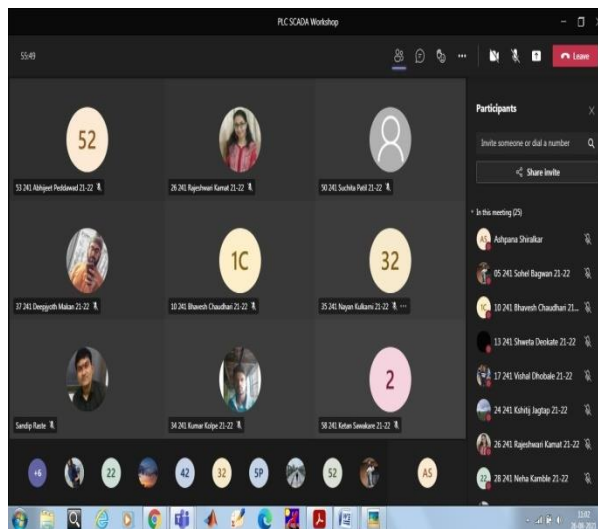 PLC SCADA Workshop
55:49
Leave
52
53 241 Abhijeet Peddawad 21-22
26 241 Rajeshwari Kamat 21-22
50 241 Suchita Patil 21-22
37 241 Deepjyoth Makan 21-22
1C
10 241 Bhavesh Chaudhari 21-22
32
35 241 Nayan Kulkarni 21-22
Sandip Raste
34 241 Kumar Kolpe 21-22
2
58 241 Ketan Sawakare 21-22
+6
22
42
32
5P
52
AS
Participants
Invite someone or dial a number
Share invite
In this meeting (25)
AS
Ashpana Shiralkar
05 241 Sohel Bagwan 21-22
1C
10 241 Bhavesh Chaudhari 21...
13 241 Shweta Deokate 21-22
17 241 Vishal Dhobale 21-22
24 241 Kshitij Jagtap 21-22
26 241 Rajeshwari Kamat 21-22
22
28 241 Neha Kamble 21-22
11:02